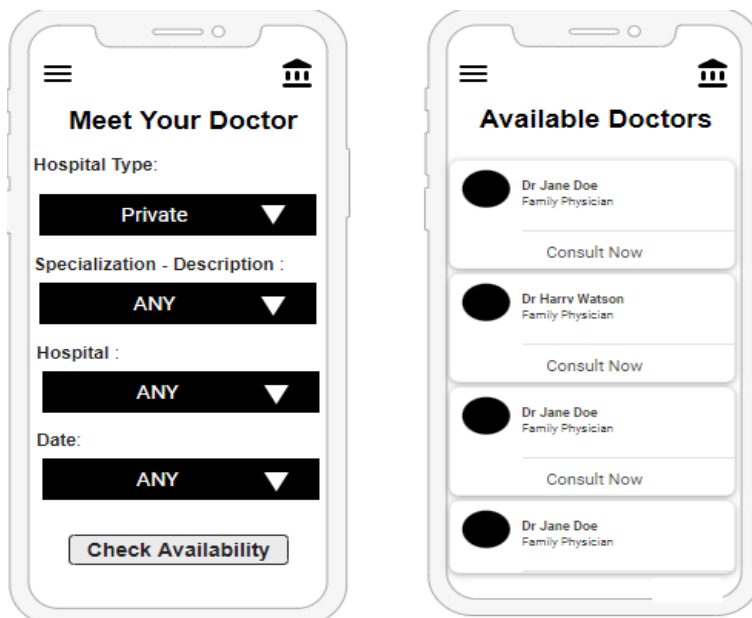 Meet Your Doctor
Hospital Type:
Private
Specialization - Description :
ANY
Hospital :
ANY
Date:
ANY
Check Availability
Available Doctors
Dr Jane Doe
Family Physician
Consult Now
Dr Harry Watson
Family Physician
Consult Now
Dr Jane Doe
Family Physician
Consult Now
Dr Jane Doe
Family Physician